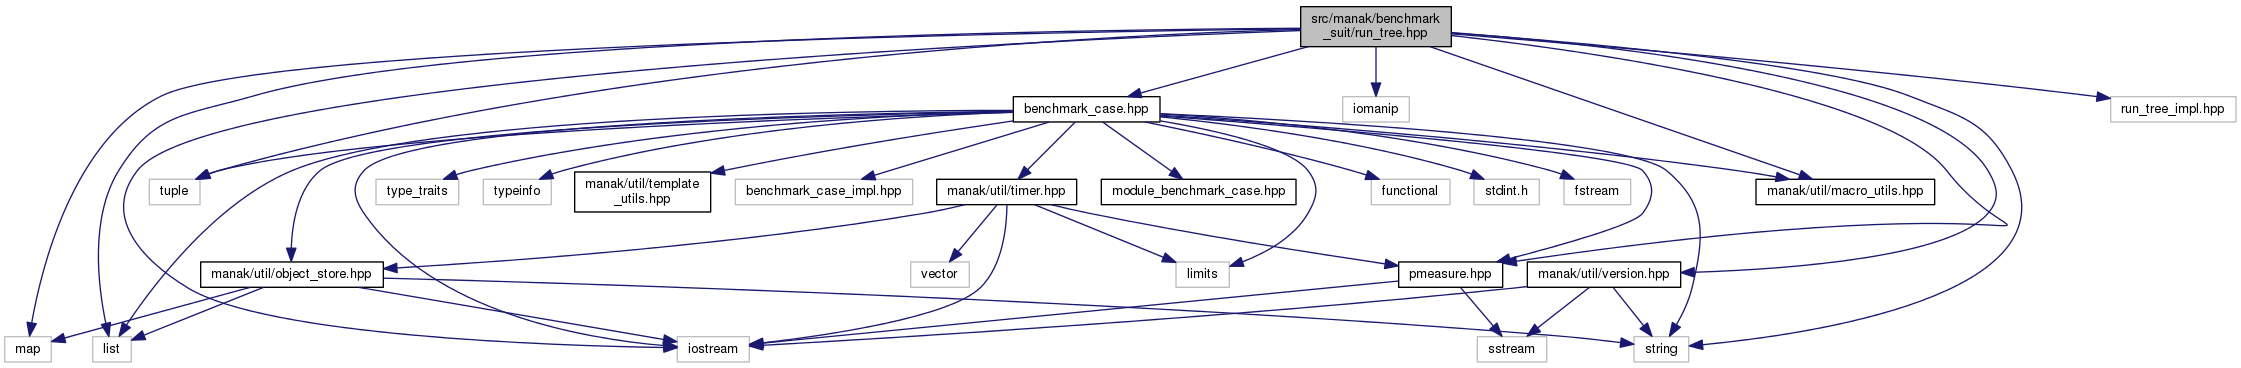 src/manak/benchmark
_suit/run_tree.hpp
benchmark_case.hpp
iomanip
run_tree_impl.hpp
tuple
type_traits
typeinfo
manak/util/template
_utils.hpp
benchmark_case_impl.hpp
manak/util/timer.hpp
module_benchmark_case.hpp
functional
stdint.h
fstream
manak/util/macro_utils.hpp
manak/util/object_store.hpp
vector
limits
pmeasure.hpp
manak/util/version.hpp
map
list
iostream
sstream
string